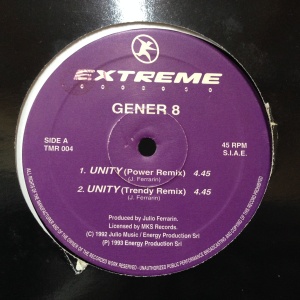 EXTREME
GENER 8
SIDE A
TMR 004
45 RPM
S.I.A.E.
1. UNITY (Power Remix) 4.45
(J. Ferrarin)
2. UNITY (Trendy Remix) 4.45
(J. Ferrarin)
Produced by Julio Ferrarin.
Licensed by MKS Records.
(C) 1992 Julio Music / Energy Production Srl
(P) 1993 Energy Production Srl